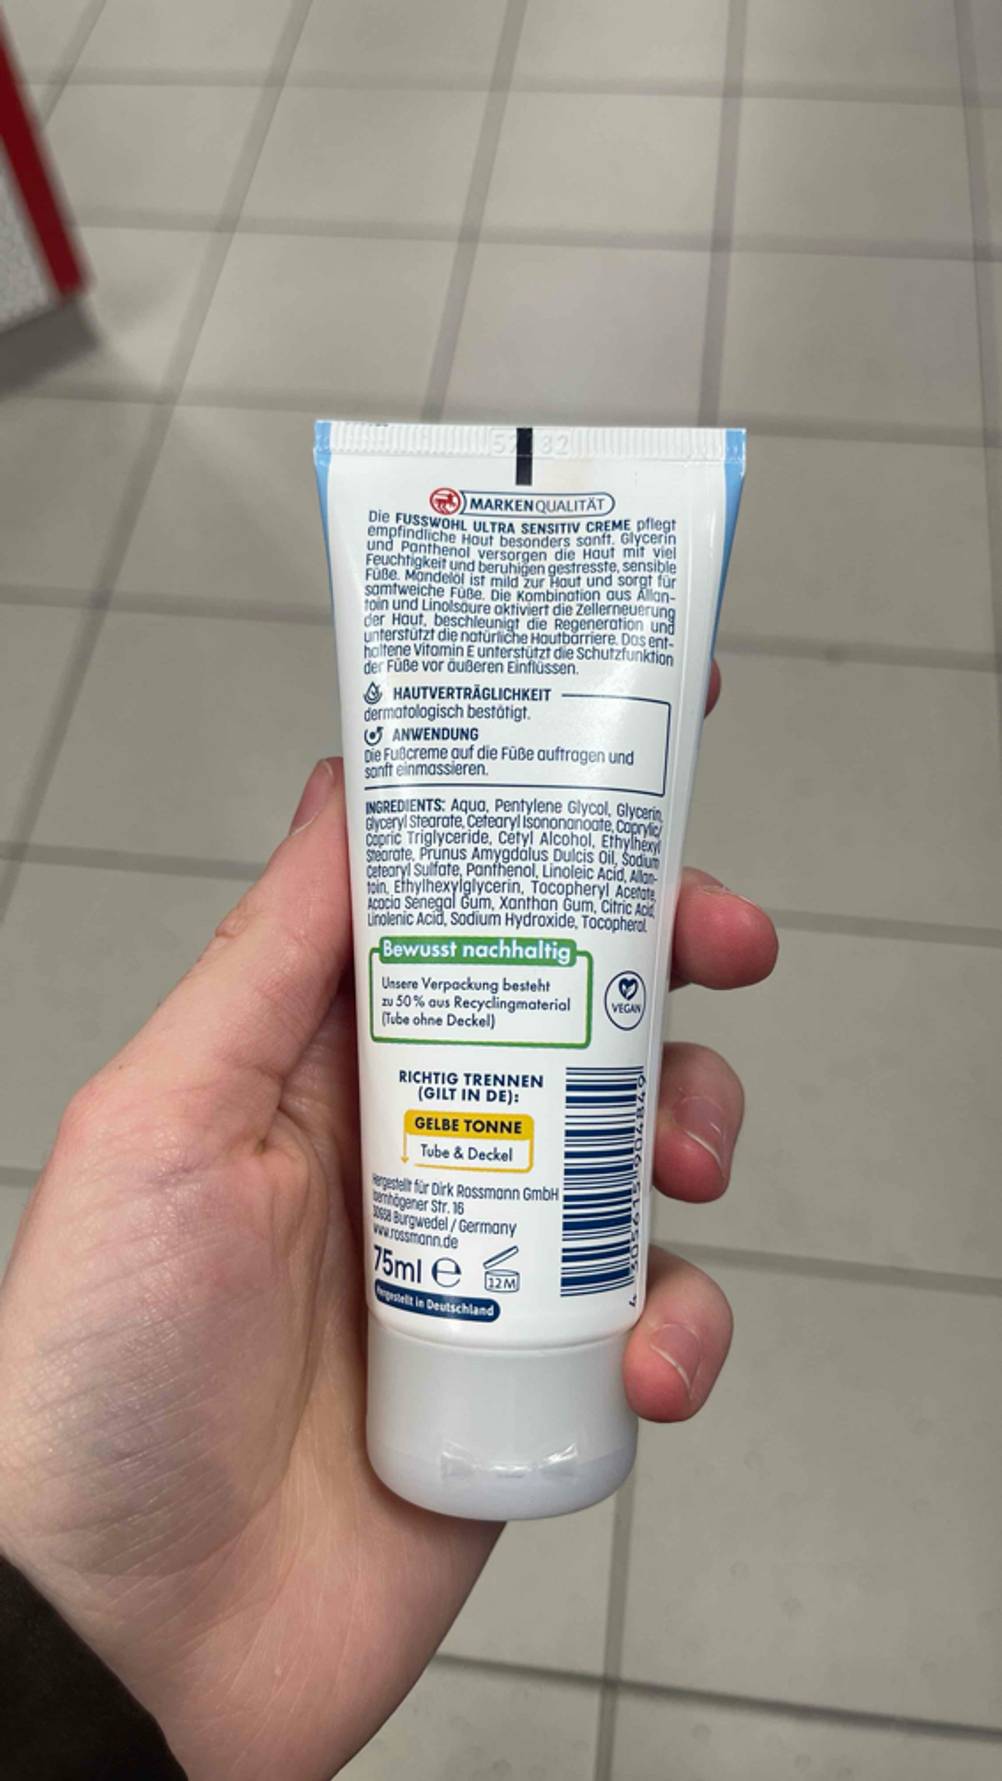 MARKENQUALITÄT
Die FUSSWOHL ULTRA SENSITIV CREME pflegt
empfindliche Haut besonders sanft. Glycerin
und Panthenol versorgen die Haut mit viel
Feuchtigkeit und beruhigen gestresste, sensible
Füße. Mandelöl ist mild zur Haut und sorgt für
samtweiche Füße. Die Kombination aus Allan-
toin und Linolsäure aktiviert die Zellerneuerung
der Haut, beschleunigt die Regeneration und
unterstützt die natürliche Hautbarriere. Das ent-
haltene Vitamin E unterstützt die Schutzfunktion
der Füße vor äußeren Einflüssen.
HAUTVERTRÄGLICHKEIT
dermatologisch bestätigt.
ANWENDUNG
Die Fußcreme auf die Füße auftragen und
sanft einmassieren.
INGREDIENTS: Aqua, Pentylene Glycol, Glycerin,
Glyceryl Stearate, Cetearyl Isononanoate, Caprylic/
Capric Triglyceride, Cetyl Alcohol, Ethylhexyl
Stearate, Prunus Amygdalus Dulcis Oil, Sodium
Cetearyl Sulfate, Panthenol, Linoleic Acid, Allan-
toin, Ethylhexylglycerin, Tocopheryl Acetate,
Acacia Senegal Gum, Xanthan Gum, Citric Acid,
Linolenic Acid, Sodium Hydroxide, Tocopherol.
Bewusst nachhaltig
Unsere Verpackung besteht
zu 50% aus Recyclingmaterial
(Tube ohne Deckel)
VEGAN
RICHTIG TRENNEN
(GILT IN DE):
GELBE TONNE
Tube & Deckel
Hergestellt für Dirk Rossmann GmbH
Str. 16
30938 Burgwedel / Germany
www.rossmann.de
75ml e
12M
Hergestellt in Deutschland